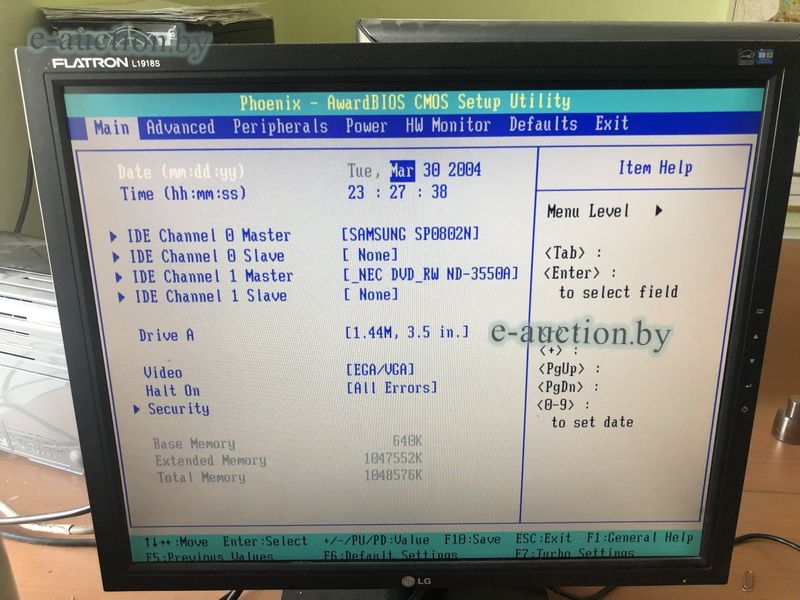 e-auction.by
FLATRON L1918S
Phoenix - AwardBIOS CMOS Setup Utility
Main Advanced Peripherals Power HW Monitor Defaults Exit
Date (mm:dd:yy) Tue, Mar 30 2004
Time (hh:mm:ss) 23 : 27 : 38
IDE Channel 0 Master [SAMSUNG SP0802N]
IDE Channel 0 Slave [ None]
IDE Channel 1 Master [_NEC DVD_RW ND-3550A]
IDE Channel 1 Slave [ None]
Drive A [1.44M, 3.5 in.]
Video [EGA/VGA]
Halt On [All Errors]
Security
Base Memory 640K
Extended Memory 1047552K
Total Memory 1048576K
Item Help
Menu Level
<Tab> :
<Enter> :
to select field
e-auction.by
<+> :
<PgUp> :
<PgDn> :
<0-9> :
to set date
↑↓→←:Move Enter:Select +/-/PU/PD:Value F10:Save ESC:Exit F1:General Help
F5:Previous Values F6:Default Settings F7:Turbo Settings
LG
e-auction.by